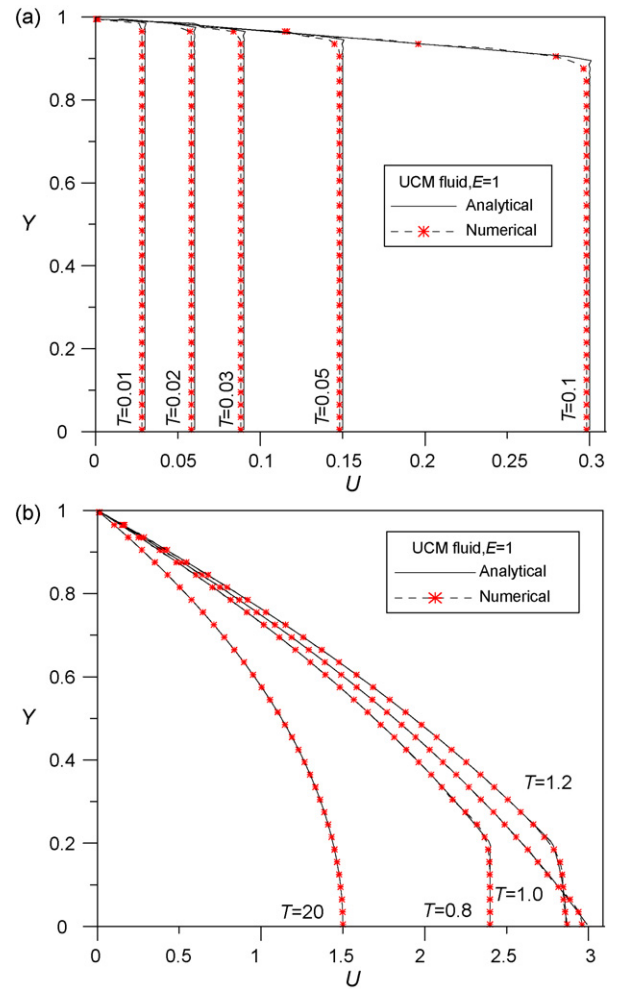 (a)
1
0.8
0.6
Y
0.4
0.2
0
UCM fluid,E=1
Analytical
Numerical
T=0.01
T=0.02
T=0.03
T=0.05
T=0.1
0
0.05
0.1
0.15
0.2
0.25
0.3
U
(b)
1
0.8
0.6
Y
0.4
0.2
0
UCM fluid,E=1
Analytical
Numerical
T=1.2
T=1.0
T=20
T=0.8
0
0.5
1
1.5
2
2.5
3
U